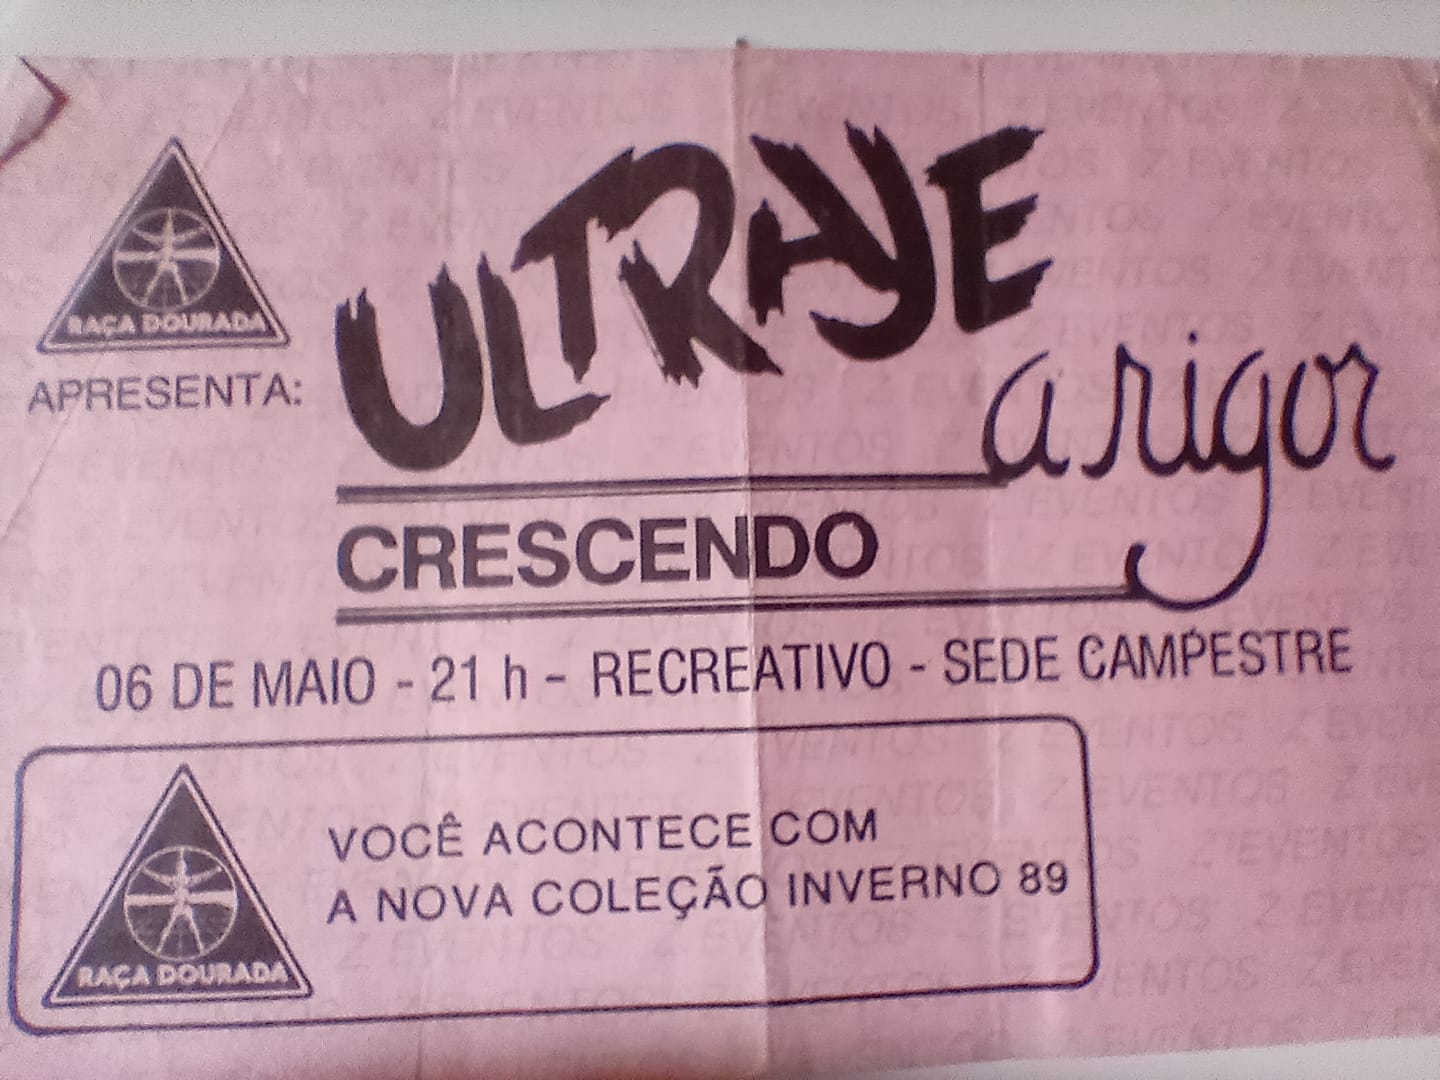 RAÇA DOURADA
APRESENTA:
ULTRAJE
a rigor
CRESCENDO
06 DE MAIO - 21 h - RECREATIVO - SEDE CAMPESTRE
VOCÊ ACONTECE COM
A NOVA COLEÇÃO INVERNO 89
RAÇA DOURADA
Z EVENTOS